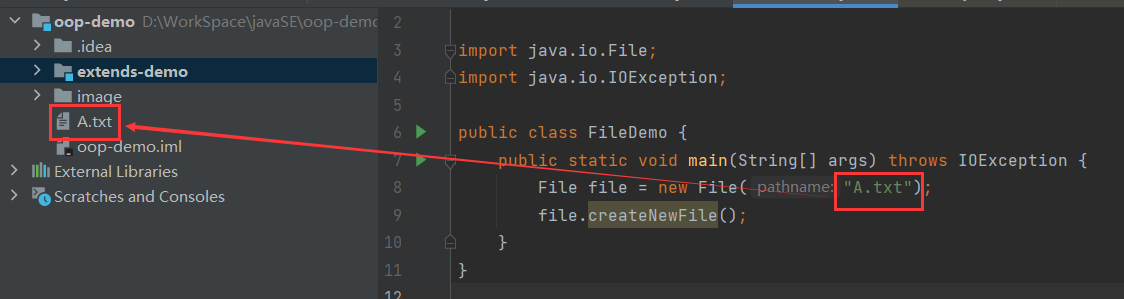 oop-demo D:\WorkSpace\javaSE\oop-demo
.idea
extends-demo
image
A.txt
oop-demo.iml
External Libraries
Scratches and Consoles
2
3 import java.io.File;
4 import java.io.IOException;
5
6 public class FileDemo {
7 public static void main(String[] args) throws IOException {
8 File file = new File( pathname: "A.txt");
9 file.createNewFile();
10 }
11 }
12